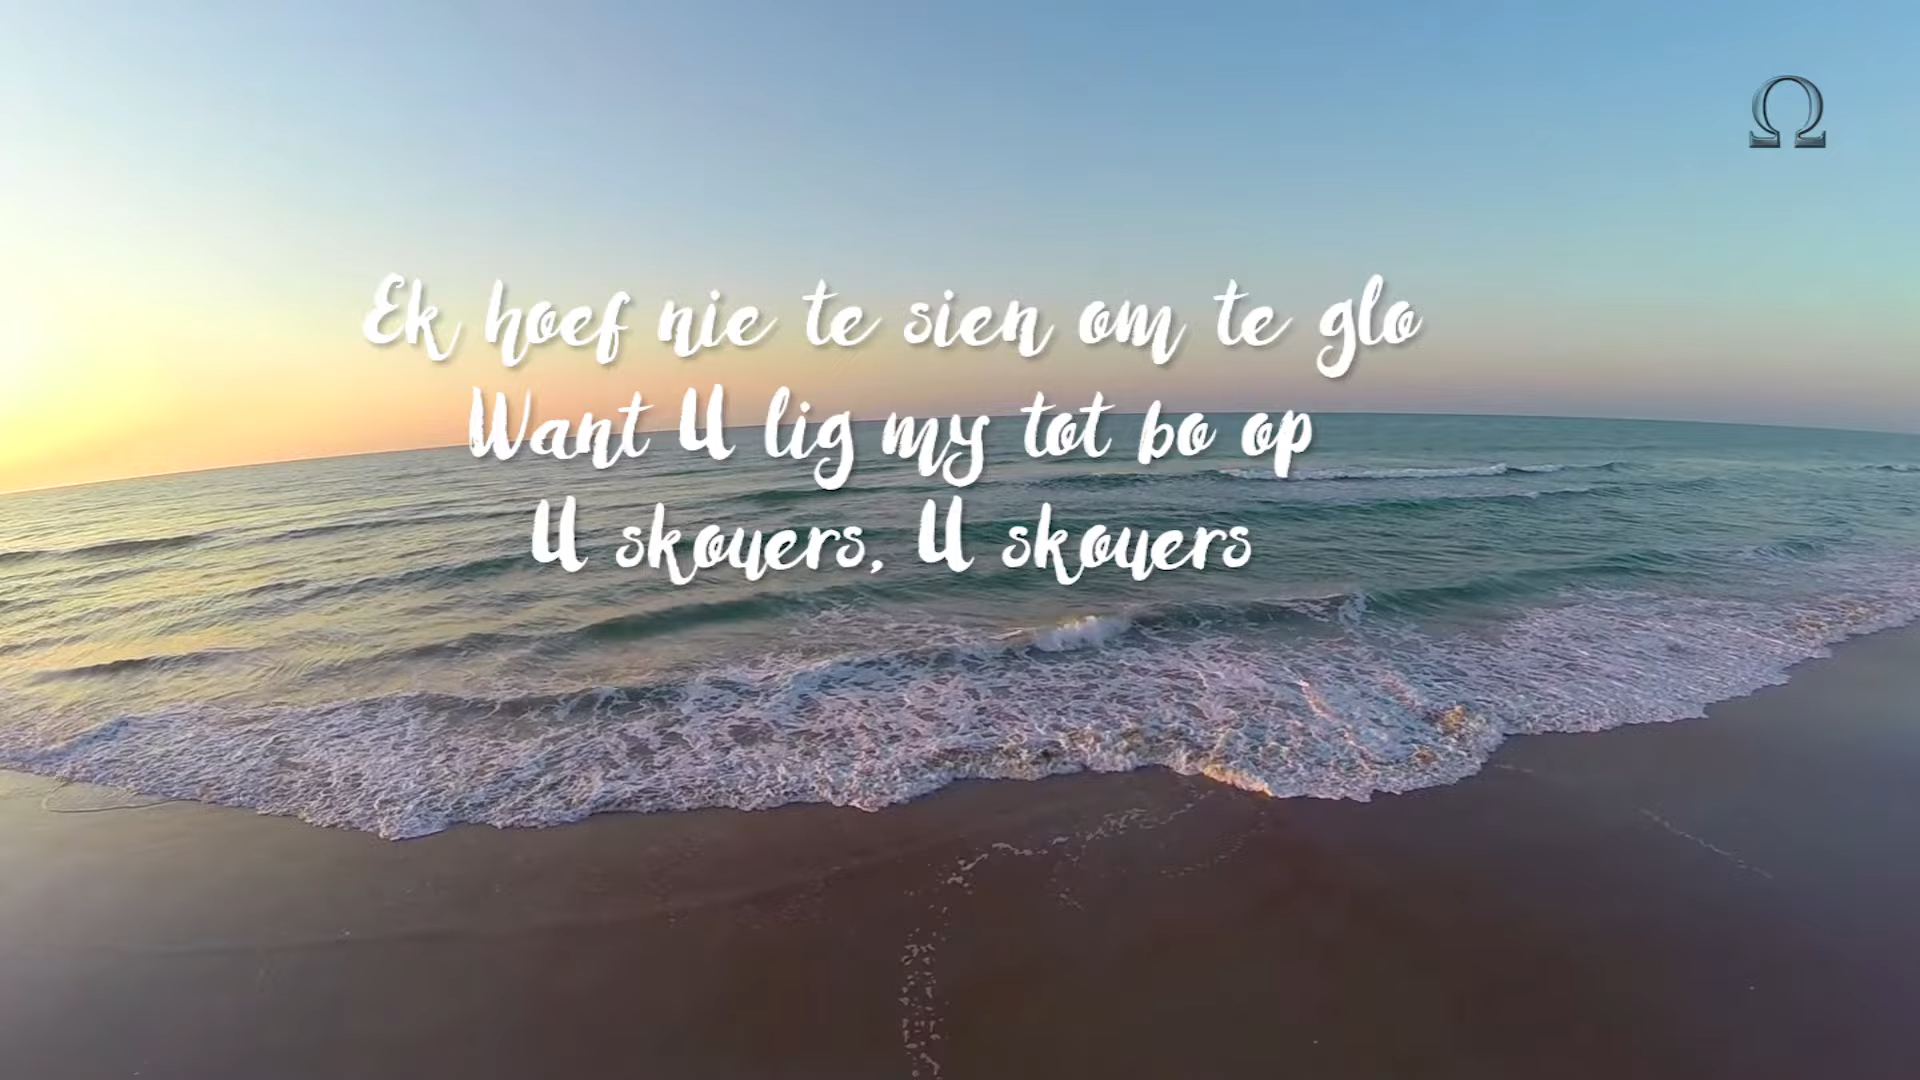 Ek hoef nie te sien om te glo
Want U lig my tot bo op
U skouers, U skouers
Ω